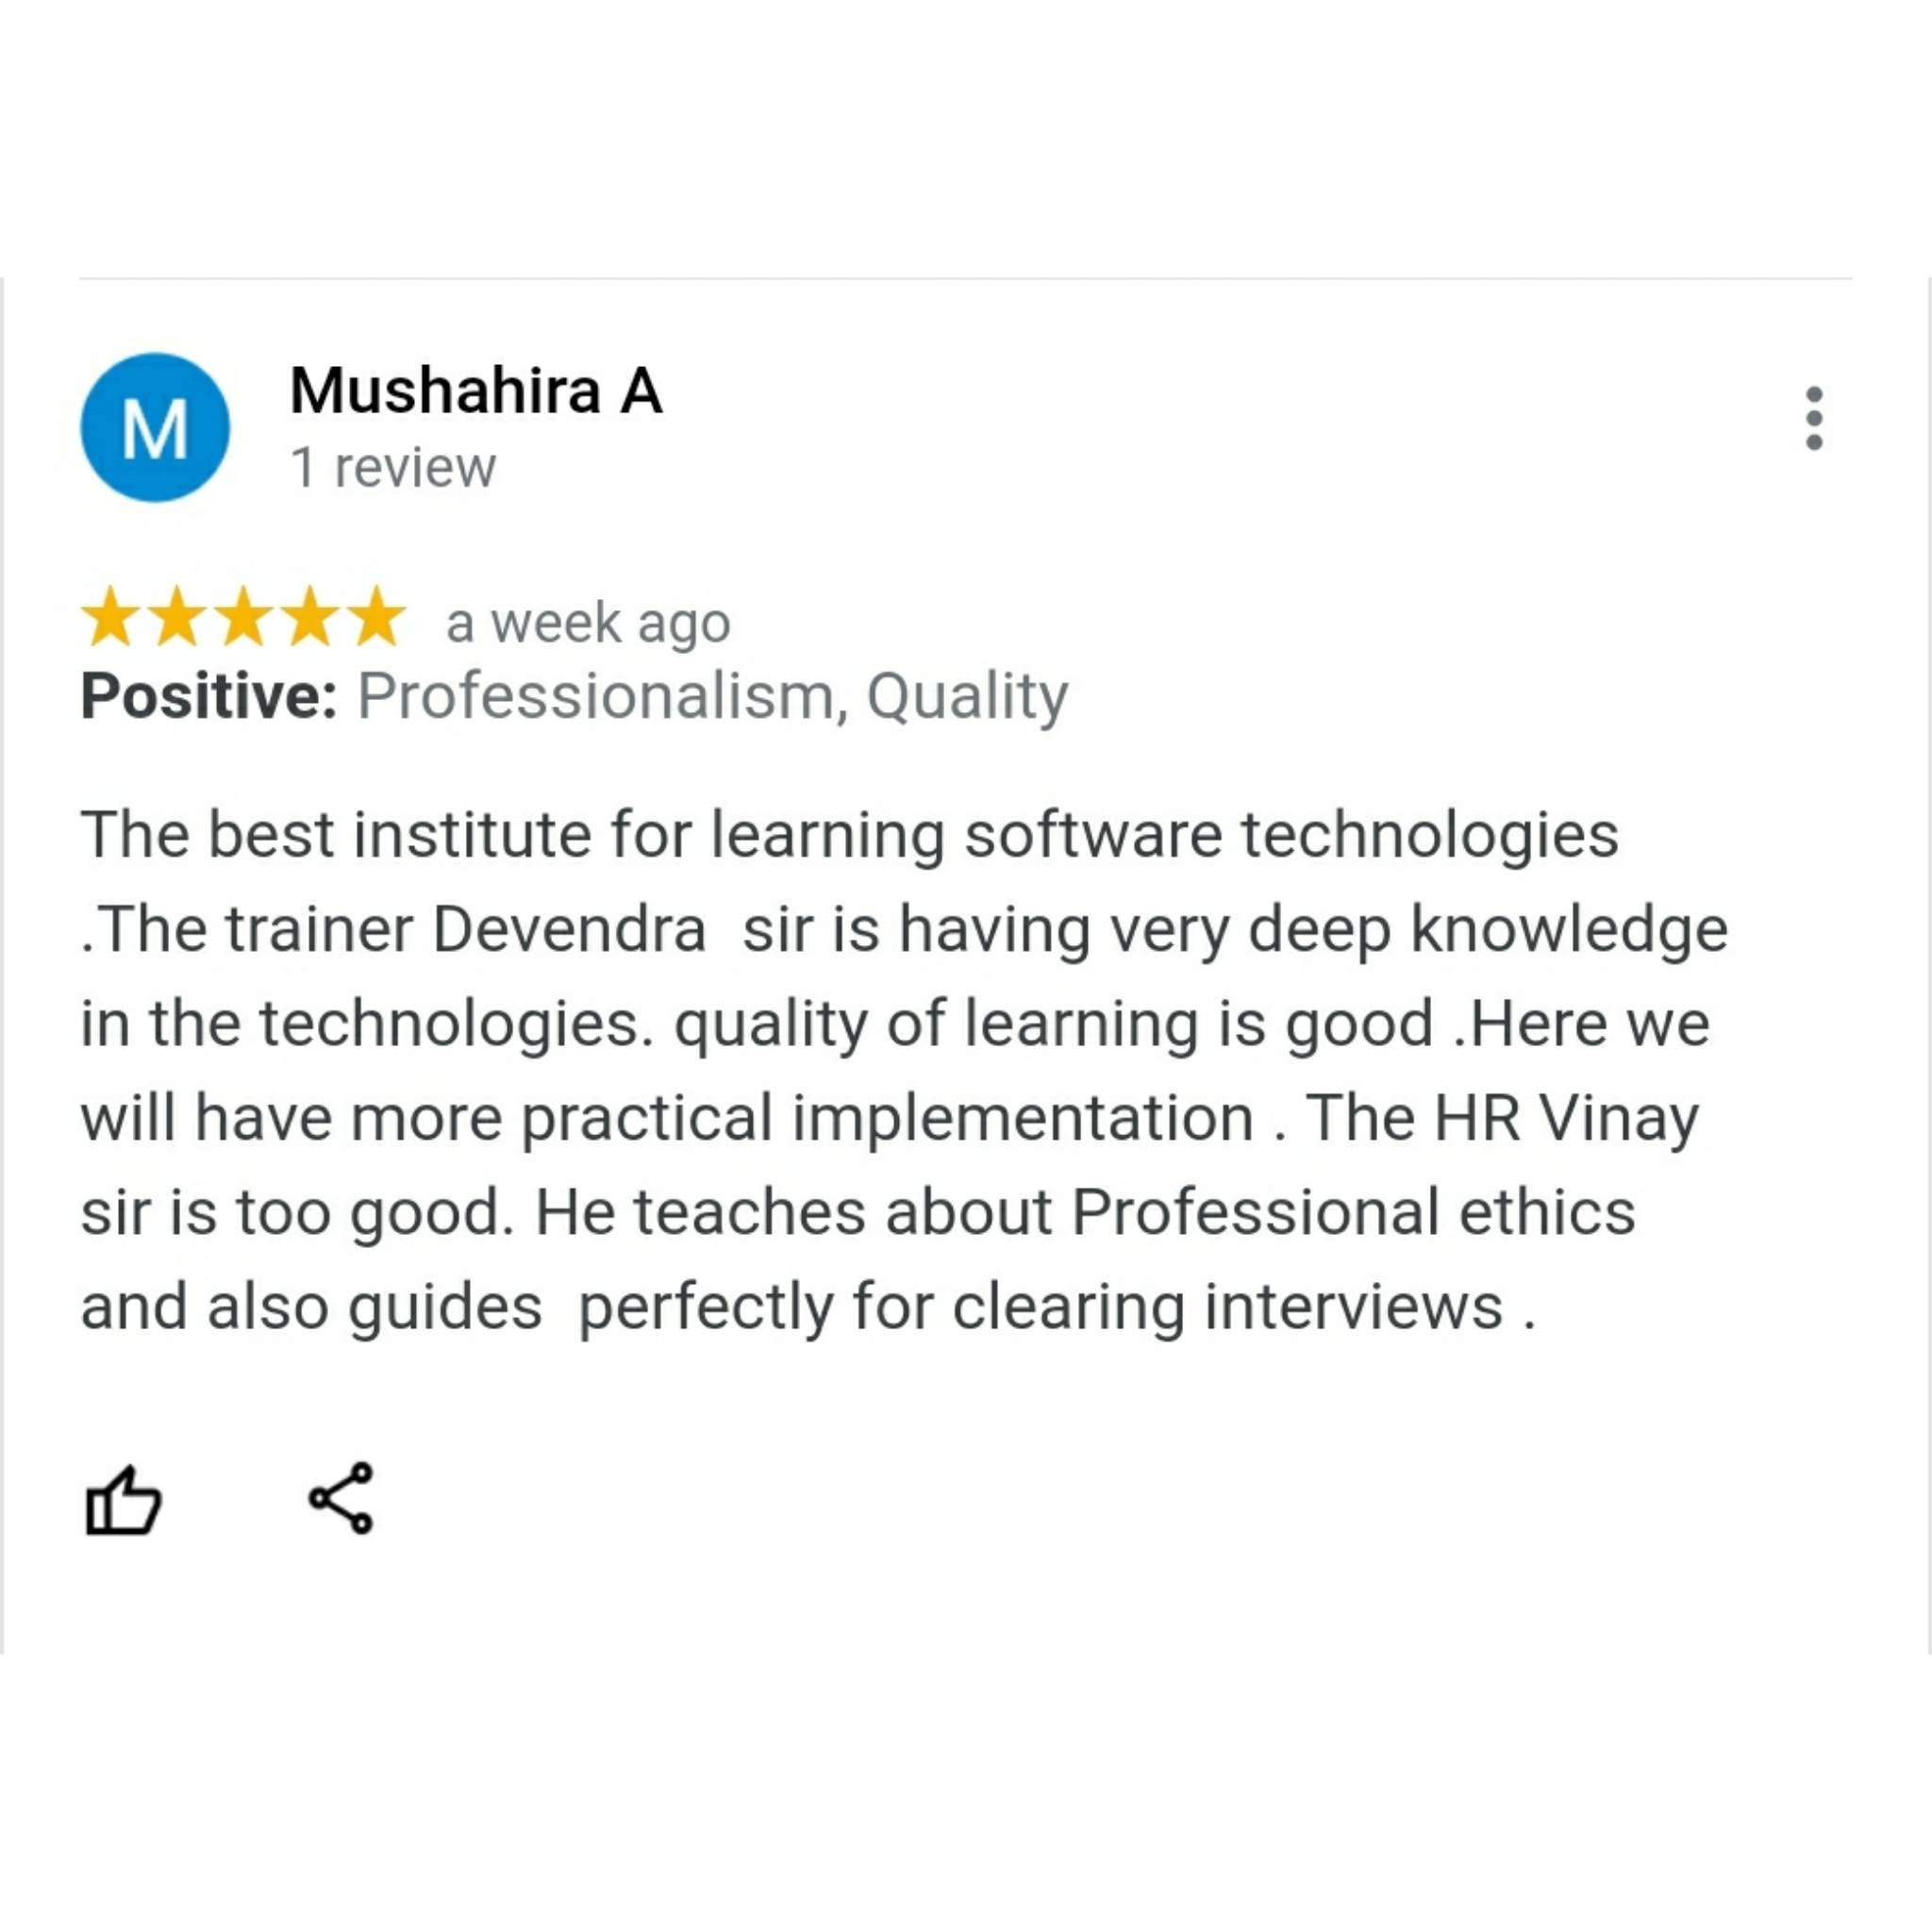 M
Mushahira A
1 review
a week ago
Positive: Professionalism, Quality
The best institute for learning software technologies
.The trainer Devendra  sir is having very deep knowledge
in the technologies. quality of learning is good .Here we
will have more practical implementation . The HR Vinay
sir is too good. He teaches about Professional ethics
and also guides  perfectly for clearing interviews .